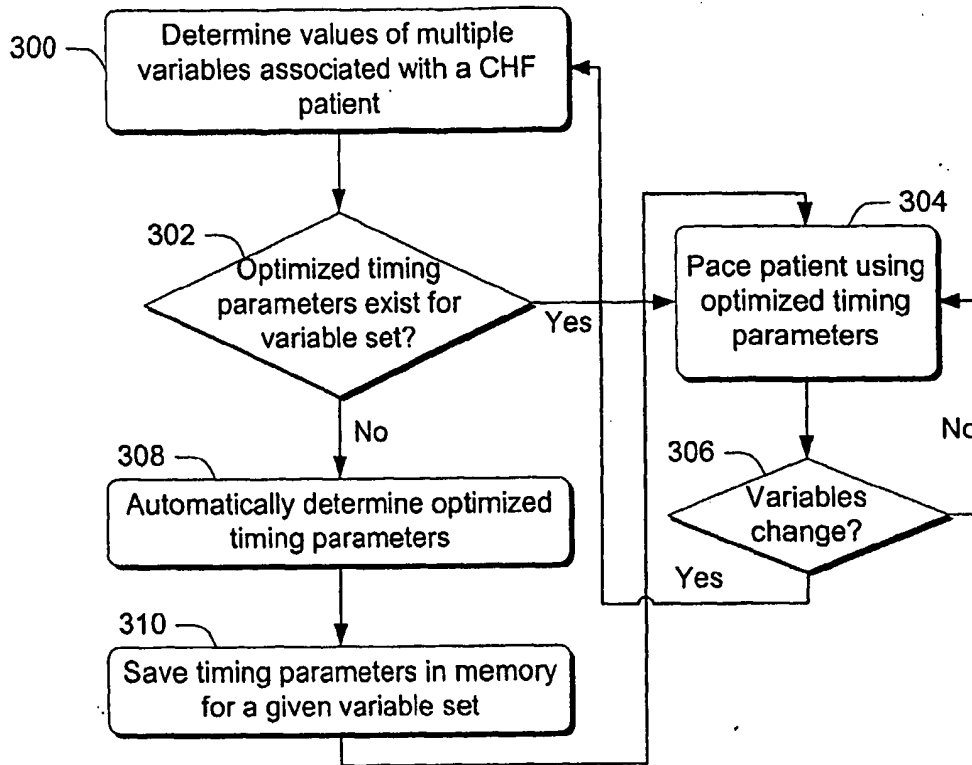 300
Determine values of multiple
variables associated with a CHF
patient
302
Optimized timing
parameters exist for
variable set?
Yes
No
304
Pace patient using
optimized timing
parameters
306
Variables
change?
No
Yes
308
Automatically determine optimized
timing parameters
310
Save timing parameters in memory
for a given variable set